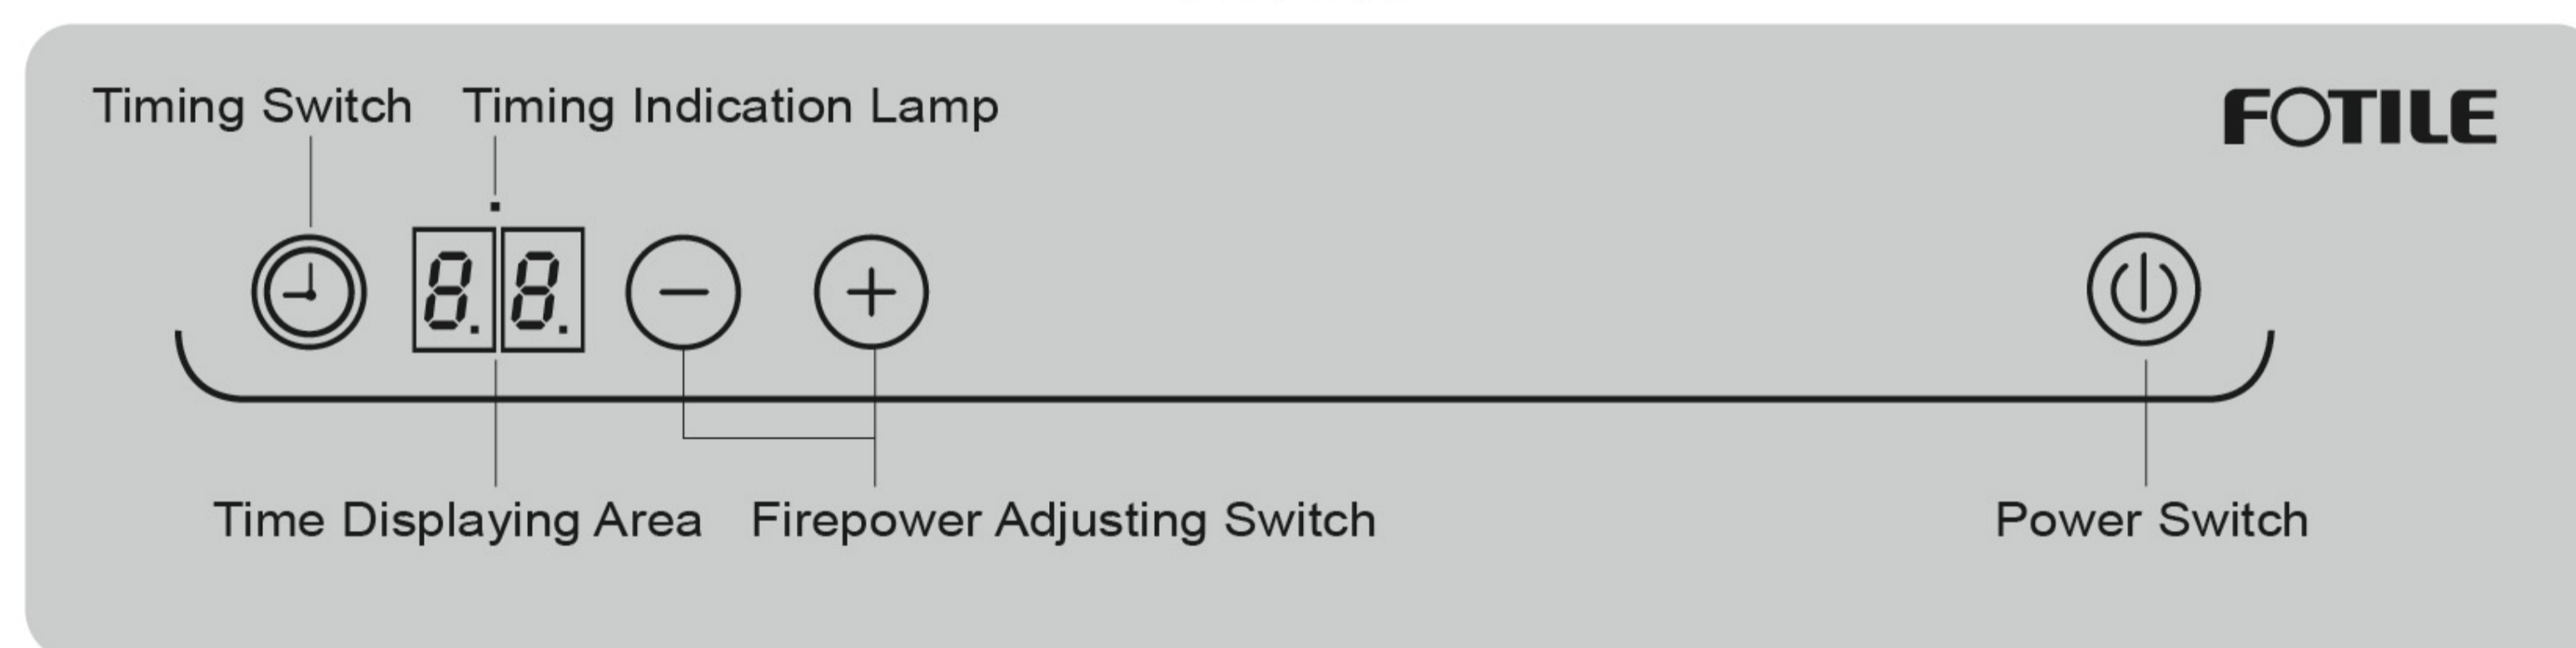 Timing Switch Timing Indication Lamp
FOTILE
8.8.
Time Displaying Area Firepower Adjusting Switch Power Switch